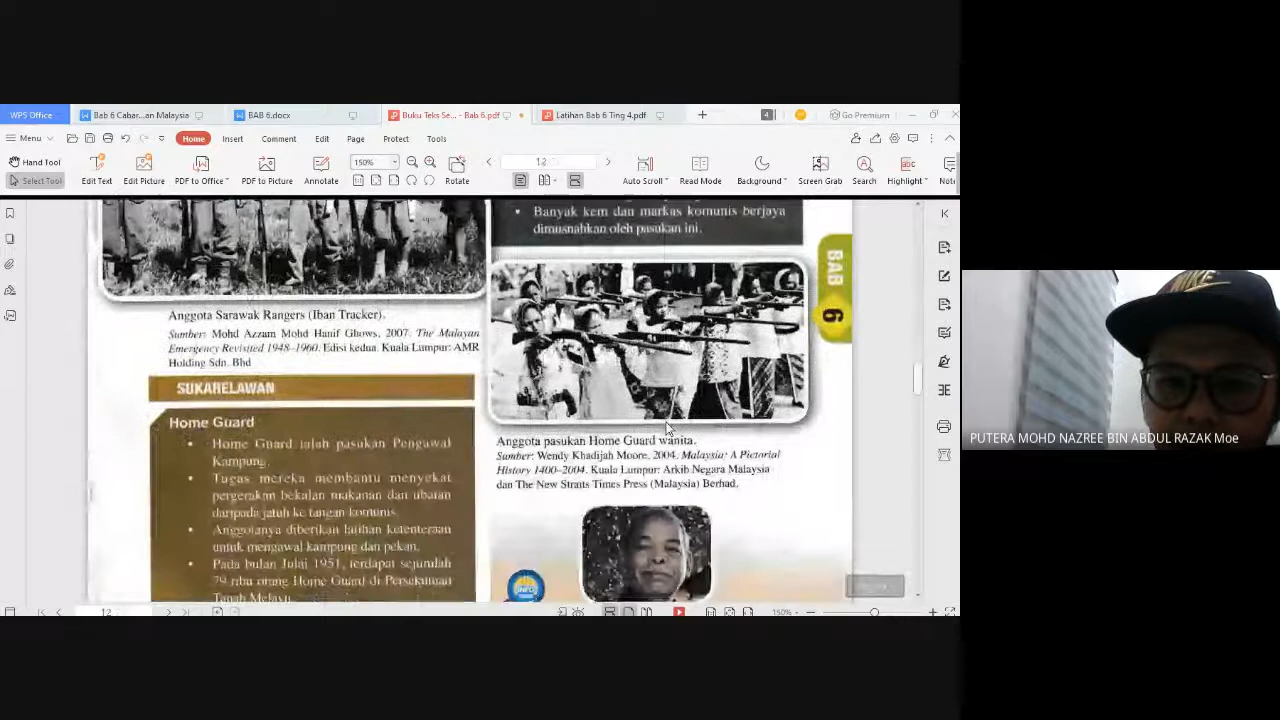 WPS Office
Bab 6 Cabar...an Malaysia
BAB 6.docx
Buku Teks Se... - Bab 6.pdf
Latihan Bab 6 Ting 4.pdf
4
Go Premium
Menu
Home
Insert
Comment
Edit
Page
Protect
Tools
Hand Tool
Select Tool
Edit Text
Edit Picture
PDF to Office
PDF to Picture
Annotate
150%
Rotate
12
Auto Scroll
Read Mode
Background
Screen Grab
Search
Highlight
Anggota Sarawak Rangers (Iban Tracker).
Sumber: Mohd Azzam Mohd Hanif Ghows, 2007. The Malayan
Emergency Revisited 1948–1960. Edisi kedua. Kuala Lumpur: AMR
Holding Sdn. Bhd
SUKARELAWAN
Home Guard
• Home Guard ialah pasukan Pengawal
Kampung.
• Tugas mereka membantu menyekat
pergerakan bekalan makanan dan ubatan
daripada jatuh ke tangan komunis.
• Anggotanya diberikan latihan ketenteraan
untuk mengawal kampung dan pekan.
• Pada bulan Julai 1951, terdapat sejumlah
79 ribu orang Home Guard di Persekutuan
Tanah Melayu.
• Banyak kem dan markas komunis berjaya
dimusnahkan oleh pasukan ini.
BAB
6
Anggota pasukan Home Guard wanita.
Sumber: Wendy Khadijah Moore, 2004. Malaysia: A Pictorial
History 1400–2004. Kuala Lumpur: Arkib Negara Malaysia
dan The New Straits Times Press (Malaysia) Berhad.
INFO
12
150%
PUTERA MOHD NAZREE BIN ABDUL RAZAK Moe